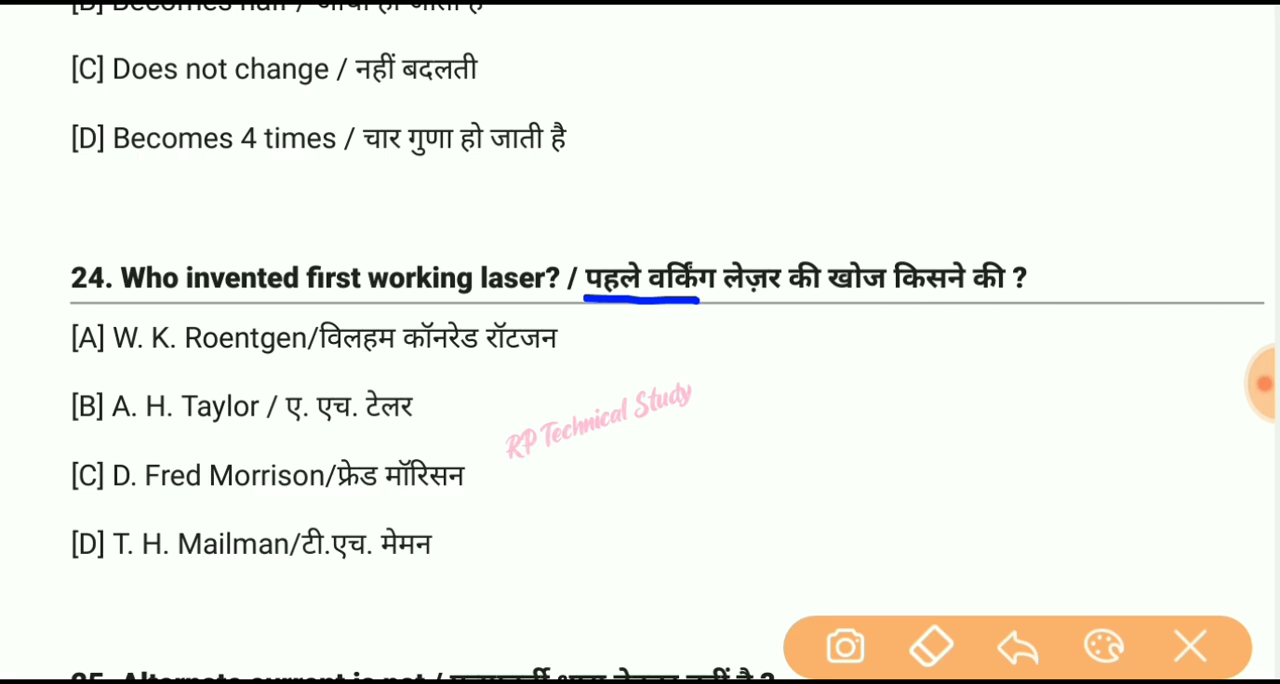 [C] Does not change / नहीं बदलती
[D] Becomes 4 times / चार गुणा हो जाती है
24. Who invented first working laser? / पहले वर्किंग लेज़र की खोज किसने की ?
[A] W. K. Roentgen/विलहम कॉनरेड रॉटजन
[B] A. H. Taylor / ए. एच. टेलर
RP Technical Study
[C] D. Fred Morrison/फ्रेड मॉरिसन
[D] T. H. Mailman/टी.एच. मेमन